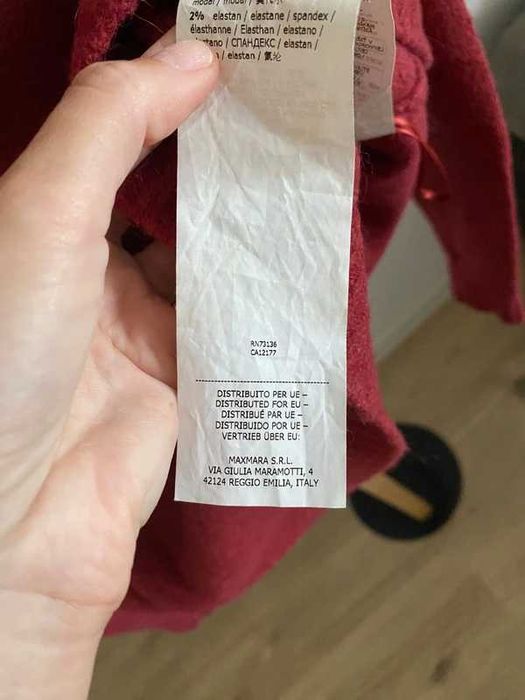 2% elastan / elastane / spandex /
élasthanne / Elasthan / elastano /
/ СПАНДЕКС / elastan /
/ elastan /
RN73136
CA12177
DISTRIBUITO PER UE –
DISTRIBUTED FOR EU –
DISTRIBUÉ PAR UE –
DISTRIBUIDO POR UE –
VERTRIEB ÜBER EU:
MAXMARA S.R.L.
VIA GIULIA MARAMOTTI, 4
42124 REGGIO EMILIA, ITALY